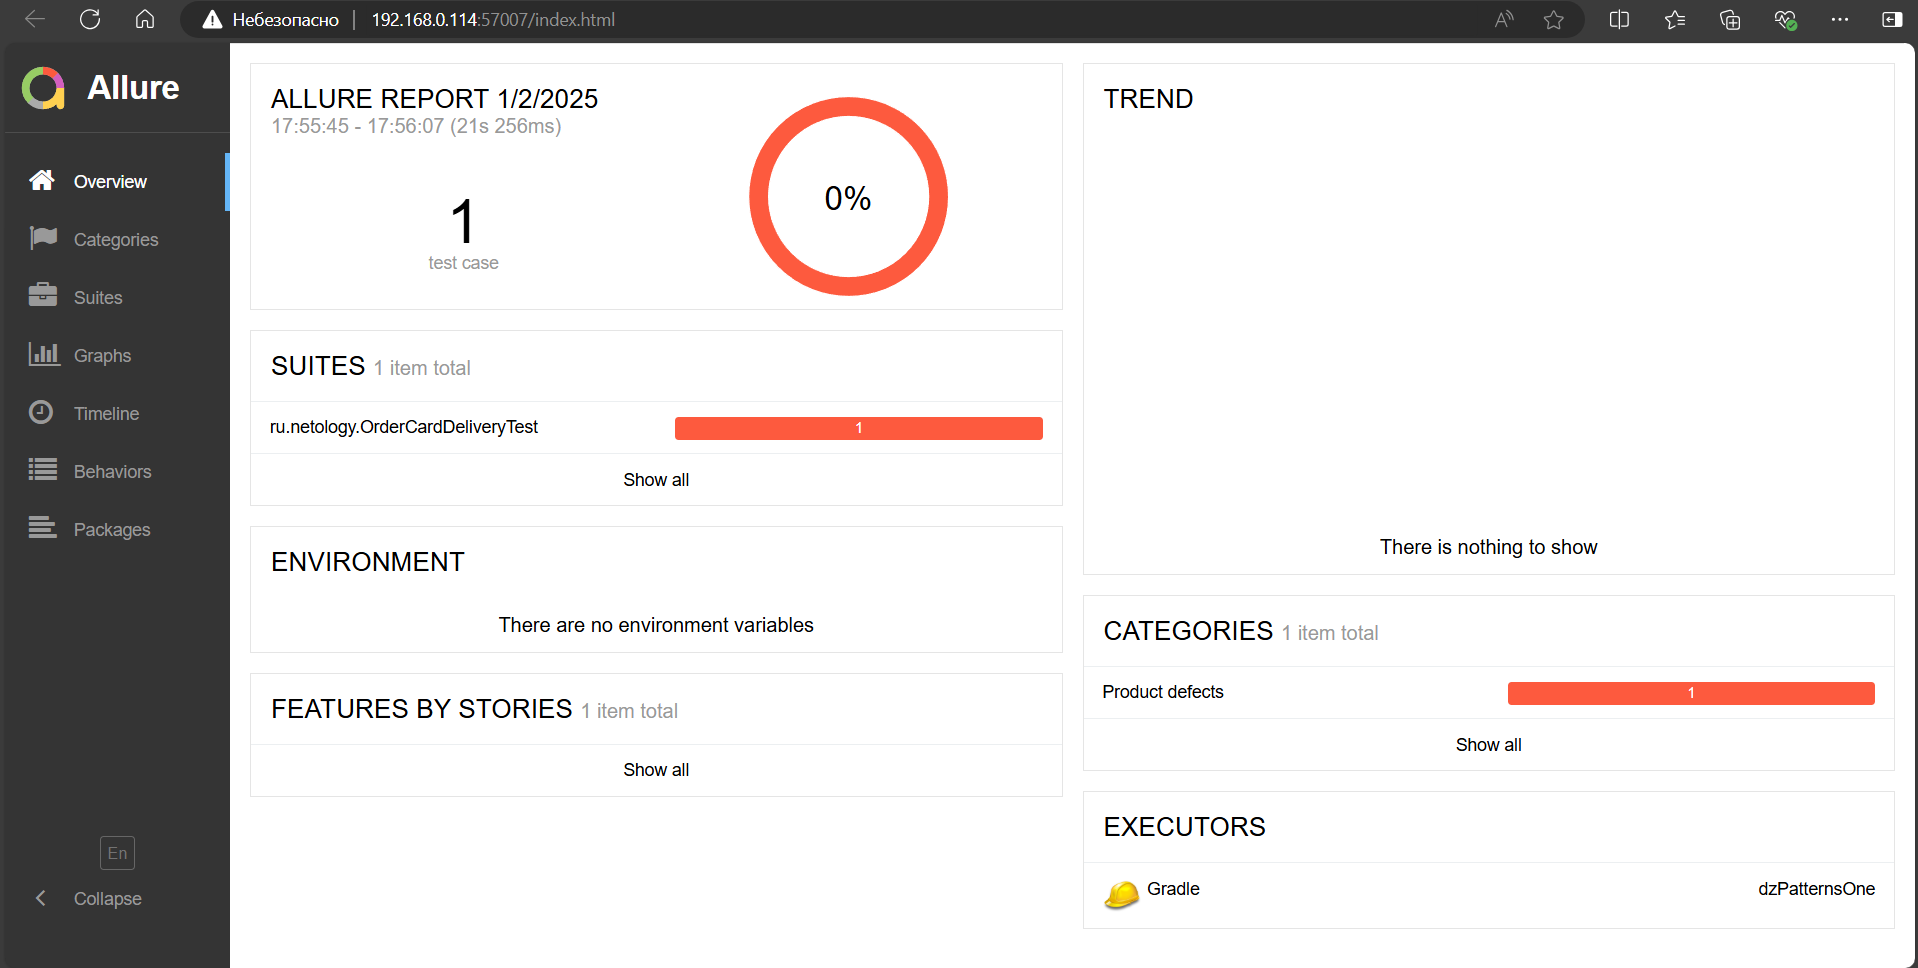 Небезопасно
192.168.0.114:57007/index.html
Allure
Overview
Categories
Suites
Graphs
Timeline
Behaviors
Packages
En
Collapse
ALLURE REPORT 1/2/2025
17:55:45 - 17:56:07 (21s 256ms)
1
test case
0%
SUITES 1 item total
ru.netology.OrderCardDeliveryTest 1
Show all
ENVIRONMENT
There are no environment variables
FEATURES BY STORIES 1 item total
Show all
TREND
There is nothing to show
CATEGORIES 1 item total
Product defects 1
Show all
EXECUTORS
Gradle dzPatternsOne